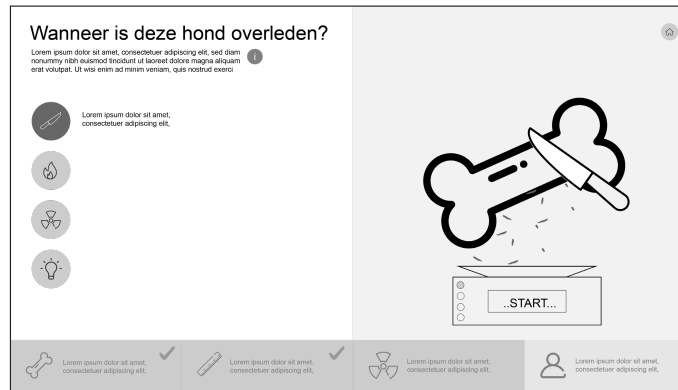 Wanneer is deze hond overleden?
Lorem ipsum dolor sit amet, consectetuer adipiscing elit, sed diam
nonummy nibh euismod tincidunt ut laoreet dolore magna aliquam
erat volutpat. Ut wisi enim ad minim veniam, quis nostrud exerci
i
Lorem ipsum dolor sit amet,
consectetuer adipiscing elit,
..START...
Lorem ipsum dolor sit amet,
consectetuer adipiscing elit,
Lorem ipsum dolor sit amet,
consectetuer adipiscing elit,
Lorem ipsum dolor sit amet,
consectetuer adipiscing elit,
Lorem ipsum dolor sit amet,
consectetuer adipiscing elit,